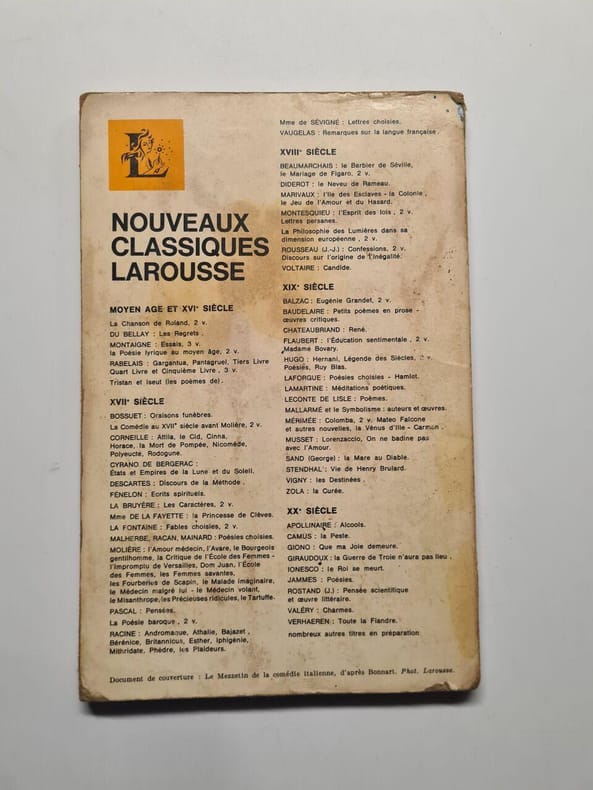 L
NOUVEAUX
CLASSIQUES
LAROUSSE
MOYEN AGE ET XVIᵉ SIÈCLE
La Chanson de Roland, 2 v.
DU BELLAY : Les Regrets.
MONTAIGNE : Essais, 3 v.
la Poésie lyrique au moyen âge, 2 v.
RABELAIS : Gargantua, Pantagruel, Tiers Livre
Quart Livre et Cinquième Livre, 3 v.
Tristan et Iseut (les poèmes de).
XVIIᵉ SIÈCLE
BOSSUET : Oraisons funèbres.
La Comédie au XVIIᵉ siècle avant Molière, 2 v.
CORNEILLE : Attila, le Cid, Cinna,
Horace, la Mort de Pompée, Nicomède,
Polyeucte, Rodogune.
CYRANO DE BERGERAC :
États et Empires de la Lune et du Soleil.
DESCARTES : Discours de la Méthode.
FÉNELON : Ecrits spirituels.
LA BRUYÈRE : Les Caractères, 2 v.
Mme DE LA FAYETTE : la Princesse de Clèves.
LA FONTAINE : Fables choisies, 2 v.
MALHERBE, RACAN, MAINARD : Poésies choisies.
MOLIÈRE : l'Amour médecin, l'Avare, le Bourgeois
gentilhomme, la Critique de l'École des Femmes -
l'Impromptu de Versailles, Dom Juan, l'École
des Femmes, les Femmes savantes,
les Fourberies de Scapin, le Malade imaginaire,
le Médecin malgré lui - le Médecin volant,
le Misanthrope, les Précieuses ridicules, le Tartuffe.
PASCAL : Pensées.
La Poésie baroque, 2 v.
RACINE : Andromaque, Athalie, Bajazet,
Bérénice, Britannicus, Esther, Iphigénie,
Mithridate, Phèdre, les Plaideurs.
Mme de SÉVIGNÉ : Lettres choisies.
VAUGELAS : Remarques sur la langue française.
XVIIIᵉ SIÈCLE
BEAUMARCHAIS : le Barbier de Séville,
le Mariage de Figaro, 2 v.
DIDEROT : le Neveu de Rameau.
MARIVAUX : l'Ile des Esclaves - la Colonie,
le Jeu de l'Amour et du Hasard.
MONTESQUIEU : l'Esprit des lois, 2 v.
Lettres persanes.
La Philosophie des Lumières dans sa
dimension européenne, 2 v.
ROUSSEAU (J.-J.) : Confessions, 2 v.
Discours sur l'origine de l'inégalité.
VOLTAIRE : Candide.
XIXᵉ SIÈCLE
BALZAC : Eugénie Grandet, 2 v.
BAUDELAIRE : Petits poèmes en prose -
œuvres critiques.
CHATEAUBRIAND : René.
FLAUBERT : l'Éducation sentimentale, 2 v.
Madame Bovary.
HUGO : Hernani, Légende des Siècles, 2 v.
Poésies, Ruy Blas.
LAFORGUE : Poésies choisies - Hamlet.
LAMARTINE : Méditations poétiques.
LECONTE DE LISLE : Poèmes.
MALLARMÉ et le Symbolisme : auteurs et œuvres.
MÉRIMÉE : Colomba, 2 v. Mateo Falcone
et autres nouvelles, la Vénus d'Ille - Carmen.
MUSSET : Lorenzaccio, On ne badine pas
avec l'Amour.
SAND (George) : la Mare au Diable.
STENDHAL : Vie de Henry Brulard.
VIGNY : les Destinées.
ZOLA : la Curée.
XXᵉ SIÈCLE
APOLLINAIRE : Alcools.
CAMUS : la Peste.
GIONO : Que ma Joie demeure.
GIRAUDOUX : la Guerre de Troie n'aura pas lieu.
IONESCO : le Roi se meurt.
JAMMES : Poésies.
ROSTAND (J.) : Pensée scientifique
et œuvre littéraire.
VALÉRY : Charmes.
VERHAEREN : Toute la Flandre.
nombreux autres titres en préparation
Document de couverture : Le Mezzetin de la comédie italienne, d'après Bonnart. Phot. Larousse.